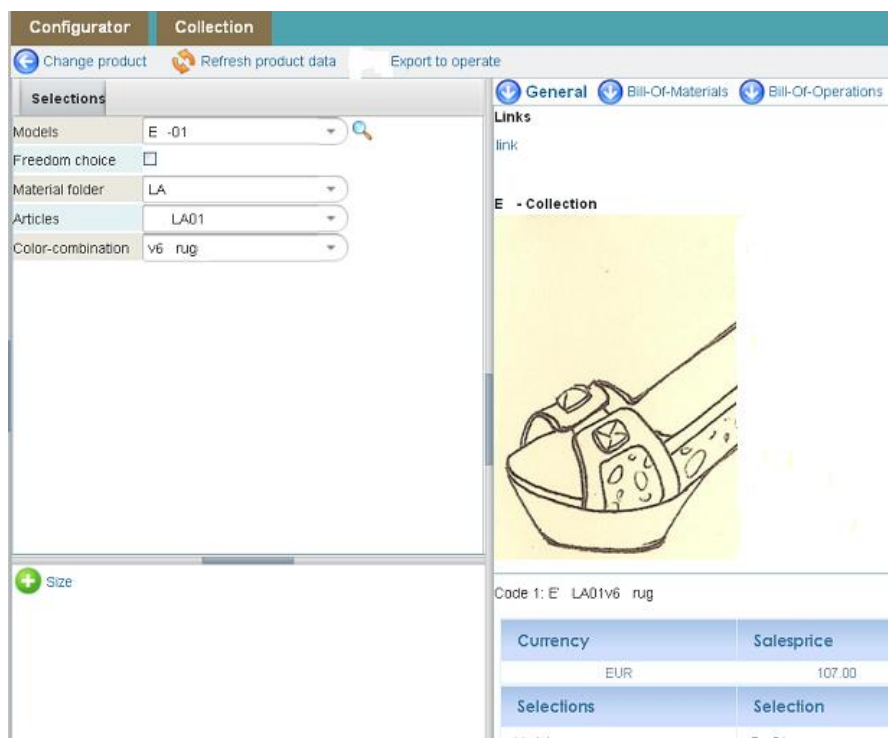 Configurator Collection
Change product Refresh product data Export to operate
Selections
Models E -01
Freedom choice
Material folder LA
Articles LA01
Color-combination v6 rug
Size
General Bill-Of-Materials Bill-Of-Operations
Links
link
E - Collection
Code 1: E LA01v6 rug
Currency Salesprice
EUR 107.00
Selections Selection